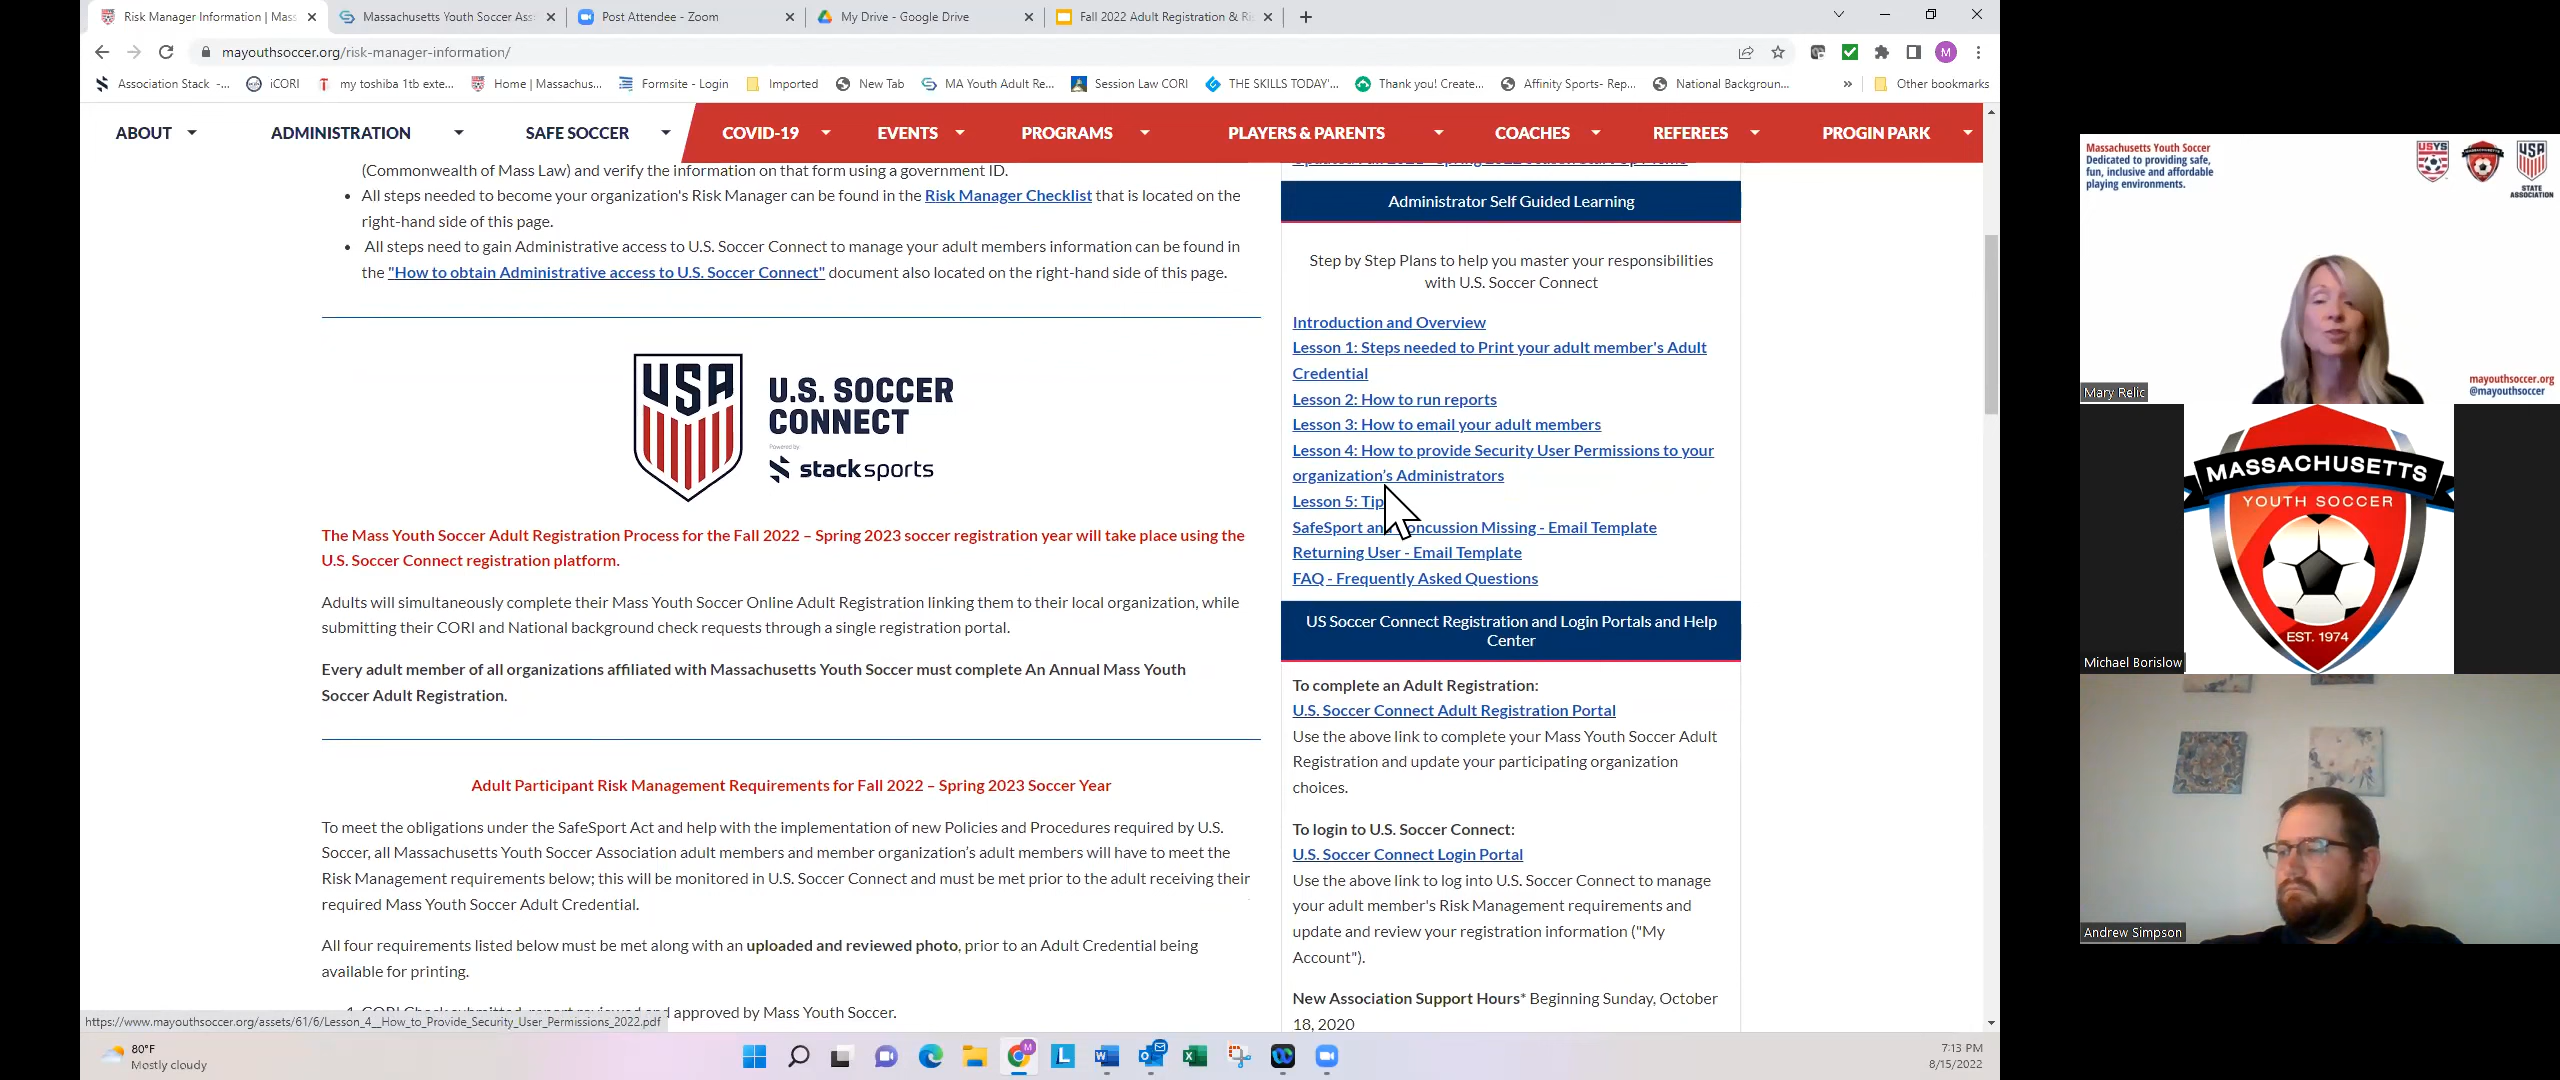 Risk Manager Information | Mass
Massachusetts Youth Soccer Ass
Post Attendee - Zoom
My Drive - Google Drive
Fall 2022 Adult Registration & Ri
mayouthsoccer.org/risk-manager-information/
M
Association Stack -...
iCORI
my toshiba 1tb exte...
Home | Massachus...
Formsite - Login
Imported
New Tab
MA Youth Adult Re...
Session Law CORI
THE SKILLS TODAY'...
Thank you! Create...
Affinity Sports- Rep...
National Backgroun...
»
Other bookmarks
ABOUT
ADMINISTRATION
SAFE SOCCER
COVID-19
EVENTS
PROGRAMS
PLAYERS & PARENTS
COACHES
REFEREES
PROGIN PARK
(Commonwealth of Mass Law) and verify the information on that form using a government ID.
• All steps needed to become your organization's Risk Manager can be found in the Risk Manager Checklist that is located on the
right-hand side of this page.
• All steps need to gain Administrative access to U.S. Soccer Connect to manage your adult members information can be found in
the "How to obtain Administrative access to U.S. Soccer Connect" document also located on the right-hand side of this page.
USA
U.S. SOCCER
CONNECT
Powered by:
stacksports
The Mass Youth Soccer Adult Registration Process for the Fall 2022 – Spring 2023 soccer registration year will take place using the
U.S. Soccer Connect registration platform.
Adults will simultaneously complete their Mass Youth Soccer Online Adult Registration linking them to their local organization, while
submitting their CORI and National background check requests through a single registration portal.
Every adult member of all organizations affiliated with Massachusetts Youth Soccer must complete An Annual Mass Youth
Soccer Adult Registration.
Adult Participant Risk Management Requirements for Fall 2022 – Spring 2023 Soccer Year
To meet the obligations under the SafeSport Act and help with the implementation of new Policies and Procedures required by U.S.
Soccer, all Massachusetts Youth Soccer Association adult members and member organization's adult members will have to meet the
Risk Management requirements below; this will be monitored in U.S. Soccer Connect and must be met prior to the adult receiving their
required Mass Youth Soccer Adult Credential.
All four requirements listed below must be met along with an uploaded and reviewed photo, prior to an Adult Credential being
available for printing.
1. CORI Check submitted, report reviewed and approved by Mass Youth Soccer.
https://www.mayouthsoccer.org/assets/61/6/Lesson_4__How_to_Provide_Security_User_Permissions_2022.pdf
Administrator Self Guided Learning
Step by Step Plans to help you master your responsibilities
with U.S. Soccer Connect
Introduction and Overview
Lesson 1: Steps needed to Print your adult member's Adult
Credential
Lesson 2: How to run reports
Lesson 3: How to email your adult members
Lesson 4: How to provide Security User Permissions to your
organization's Administrators
Lesson 5: Tip
SafeSport and Concussion Missing - Email Template
Returning User - Email Template
FAQ - Frequently Asked Questions
US Soccer Connect Registration and Login Portals and Help
Center
To complete an Adult Registration:
U.S. Soccer Connect Adult Registration Portal
Use the above link to complete your Mass Youth Soccer Adult
Registration and update your participating organization
choices.
To login to U.S. Soccer Connect:
U.S. Soccer Connect Login Portal
Use the above link to log into U.S. Soccer Connect to manage
your adult member's Risk Management requirements and
update and review your registration information ("My
Account").
New Association Support Hours* Beginning Sunday, October
18, 2020
80°F
Mostly cloudy
7:13 PM
8/15/2022
Massachusetts Youth Soccer
Dedicated to providing safe,
fun, inclusive and affordable
playing environments.
USYS
USA
STATE
ASSOCIATION
mayouthsoccer.org
@mayouthsoccer
Mary Relic
MASSACHUSETTS
YOUTH SOCCER
EST. 1974
Michael Borislow
Andrew Simpson